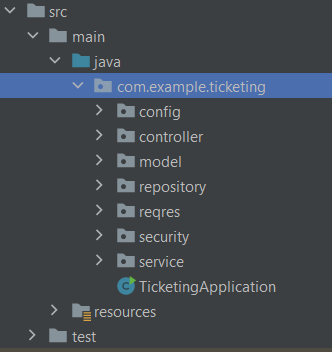 src
main
java
com.example.ticketing
config
controller
model
repository
reqres
security
service
TicketingApplication
resources
test